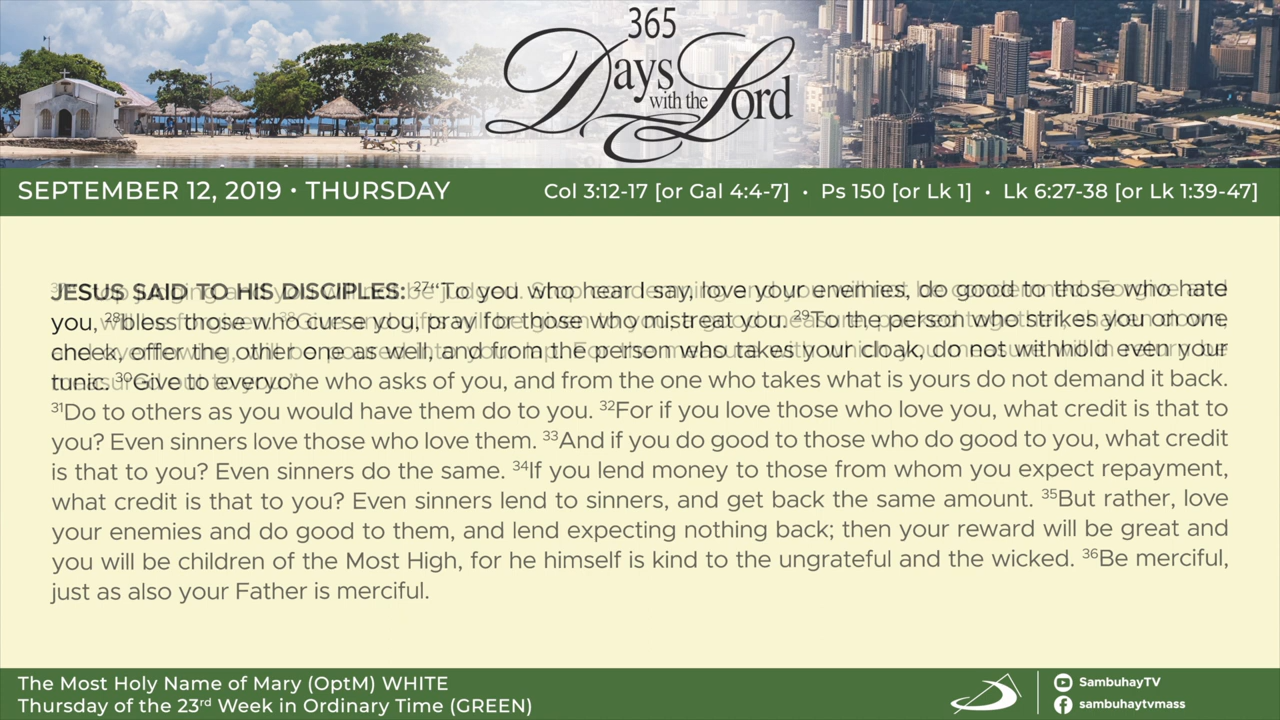 365
Days
with the
Lord
SEPTEMBER 12, 2019 • THURSDAY
Col 3:12-17 [or Gal 4:4-7] • Ps 150 [or Lk 1] • Lk 6:27-38 [or Lk 1:39-47]
JESUS SAID TO HIS DISCIPLES: 27“To you who hear I say, love your enemies, do good to those who hate
you, 28bless those who curse you, pray for those who mistreat you. 29To the person who strikes you on one
cheek, offer the other one as well, and from the person who takes your cloak, do not withhold even your
tunic. 30Give to everyone who asks of you, and from the one who takes what is yours do not demand it back.
31Do to others as you would have them do to you. 32For if you love those who love you, what credit is that to
you? Even sinners love those who love them. 33And if you do good to those who do good to you, what credit
is that to you? Even sinners do the same. 34If you lend money to those from whom you expect repayment,
what credit is that to you? Even sinners lend to sinners, and get back the same amount. 35But rather, love
your enemies and do good to them, and lend expecting nothing back; then your reward will be great and
you will be children of the Most High, for he himself is kind to the ungrateful and the wicked. 36Be merciful,
just as also your Father is merciful.
The Most Holy Name of Mary (OptM) WHITE
Thursday of the 23rd Week in Ordinary Time (GREEN)
SambuhayTV
sambuhaytvmass